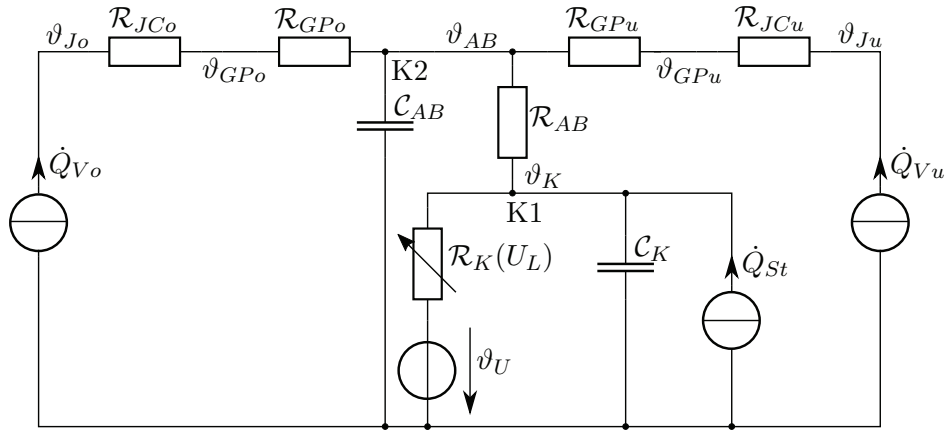 ϑ_Jo
ℛ_JCo
ϑ_GPo
ℛ_GPo
K2
ϑ_AB
ℛ_GPu
ϑ_GPu
ℛ_JCu
ϑ_Ju
𝒞_AB
ℛ_AB
Q̇_Vo
ϑ_K
K1
Q̇_Vu
ℛ_K(U_L)
𝒞_K
Q̇_St
ϑ_U